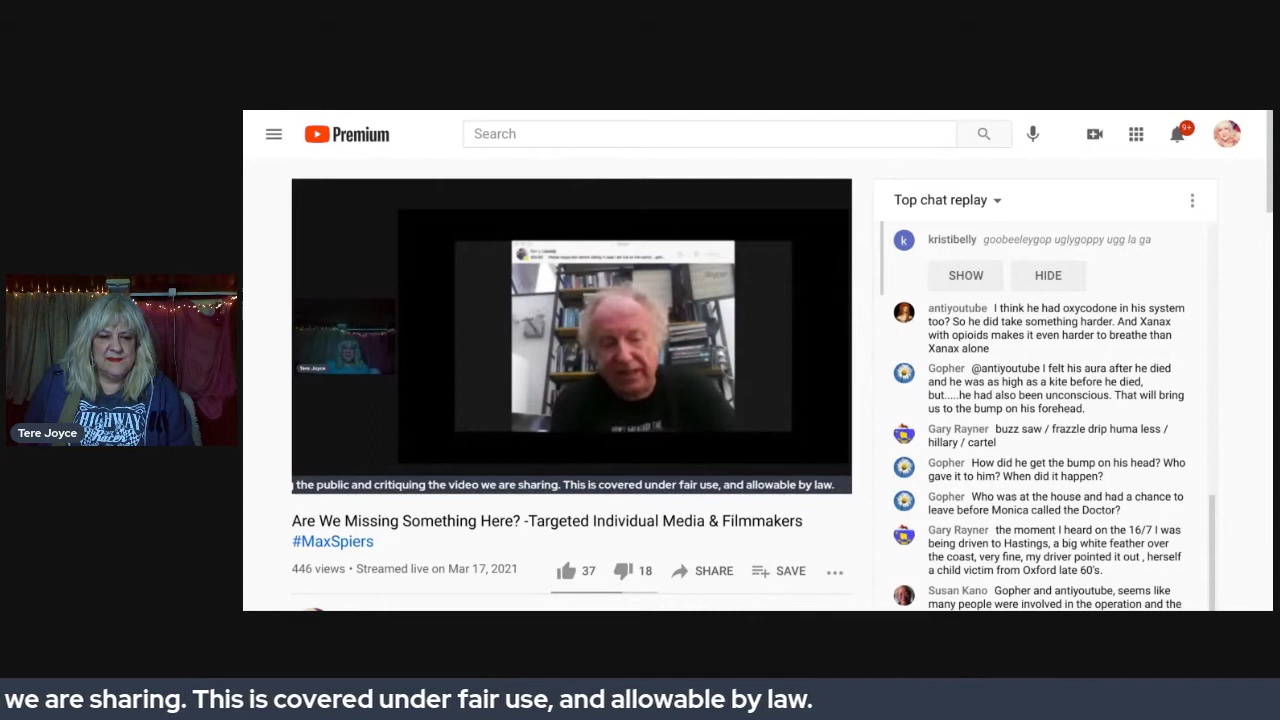 Premium
Search
9+
Top chat replay
kristibelly goobeeleygop uglygoppy ugg la ga
SHOW HIDE
antiyoutube I think he had oxycodone in his system
too? So he did take something harder. And Xanax
with opioids makes it even harder to breathe than
Xanax alone
Gopher @antiyoutube I felt his aura after he died
and he was as high as a kite before he died,
but.....he had also been unconscious. That will bring
us to the bump on his forehead.
Gary Rayner buzz saw / frazzle drip huma less /
hillary / cartel
Gopher How did he get the bump on his head? Who
gave it to him? When did it happen?
Gopher Who was at the house and had a chance to
leave before Monica called the Doctor?
Gary Rayner the moment I heard on the 16/7 I was
being driven to Hastings, a big white feather over
the coast, very fine, my driver pointed it out , herself
a child victim from Oxford late 60's.
Susan Kano Gopher and antiyoutube, seems like
many people were involved in the operation and the
k
Tere Joyce
the public and critiquing the video we are sharing. This is covered under fair use, and allowable by law.
Are We Missing Something Here? -Targeted Individual Media & Filmmakers
#MaxSpiers
446 views • Streamed live on Mar 17, 2021
37 18 SHARE SAVE
HIGHWAY
Tere Joyce
we are sharing. This is covered under fair use, and allowable by law.